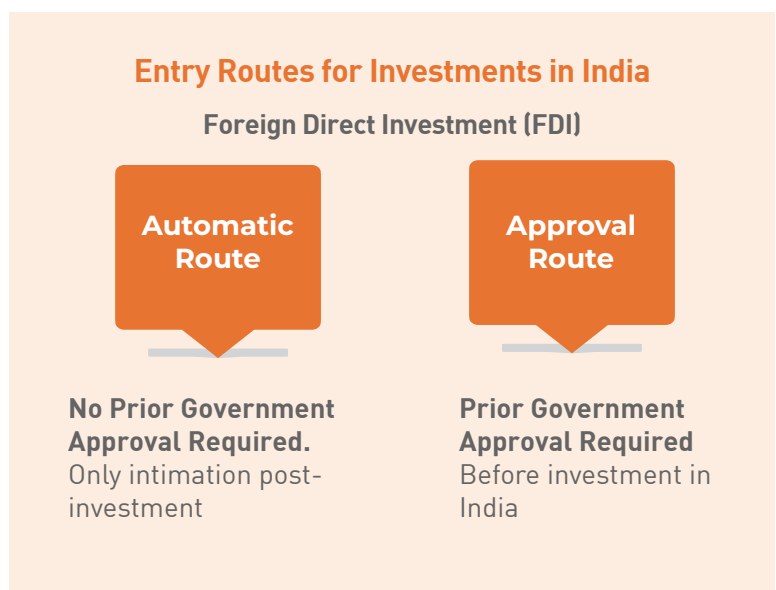 Entry Routes for Investments in India
Foreign Direct Investment (FDI)
Automatic
Route
Approval
Route
No Prior Government
Approval Required.
Only intimation post-
investment
Prior Government
Approval Required
Before investment in
India